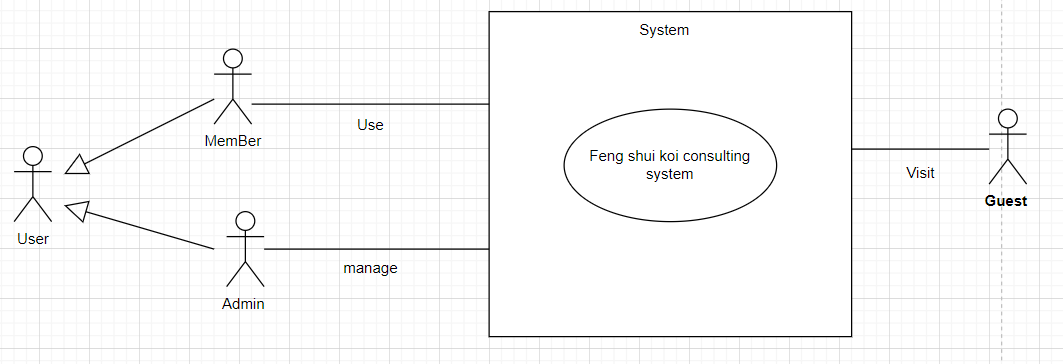 System
MemBer
Use
Feng shui koi consulting
system
Visit
Guest
User
manage
Admin